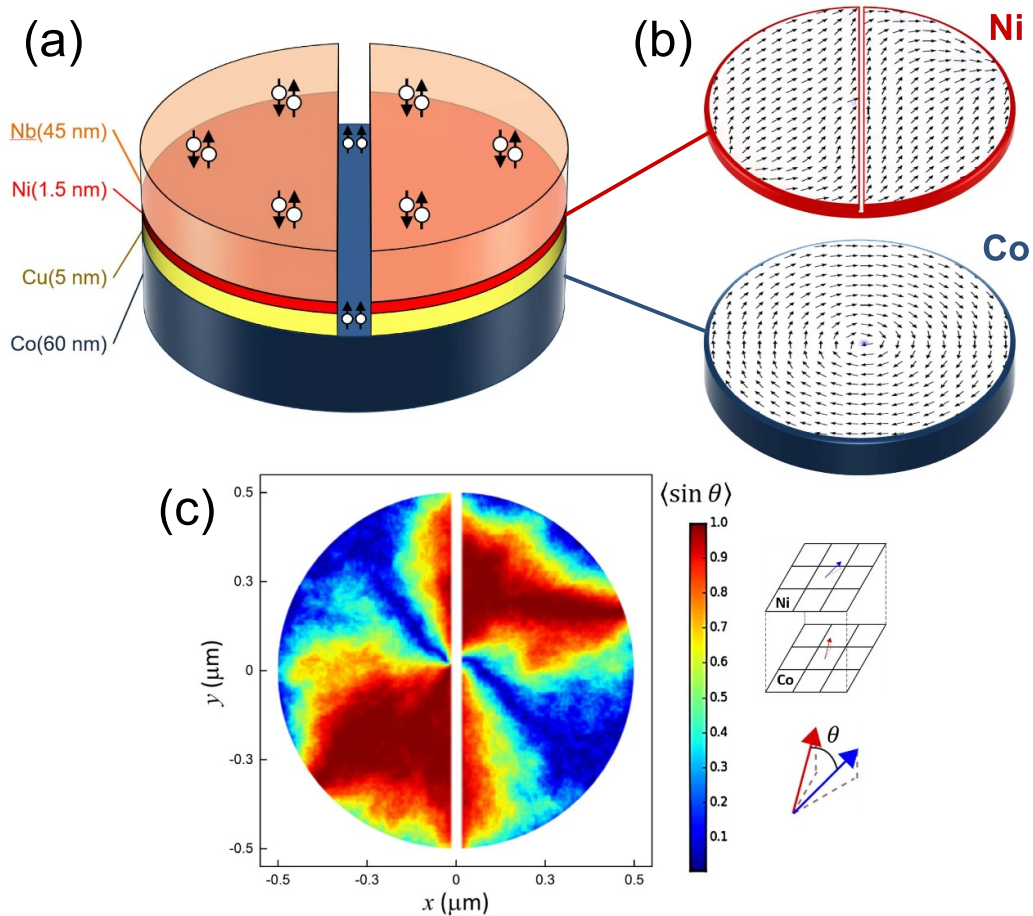 (a)
Nb(45 nm)
Ni(1.5 nm)
Cu(5 nm)
Co(60 nm)
(b)
Ni
Co
(c)
⟨sin θ⟩
0.5
0.3
0
-0.3
-0.5
y (μm)
-0.5
-0.3
0
0.3
0.5
x (μm)
1.0
0.9
0.8
0.7
0.6
0.5
0.4
0.3
0.2
0.1
Ni
Co
θ